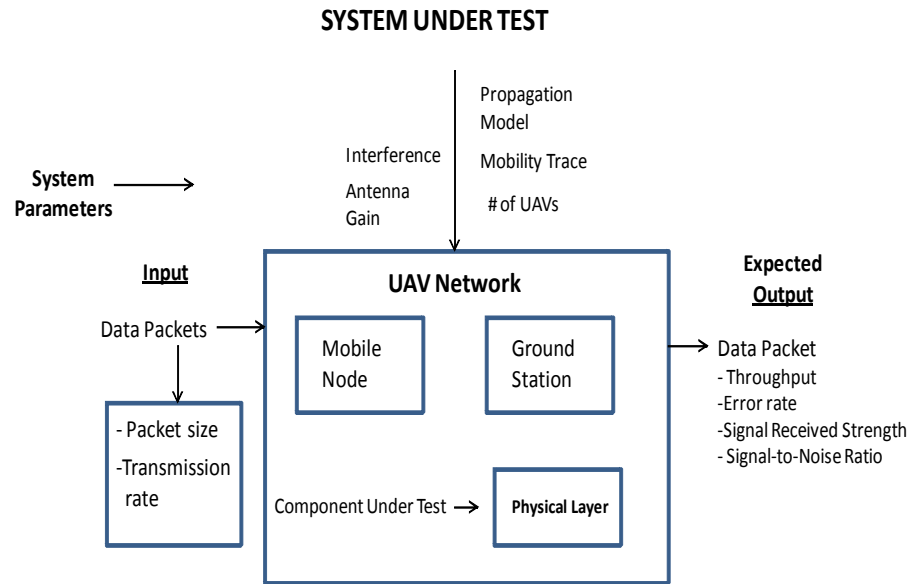 SYSTEM UNDER TEST
Propagation
Model
Interference
Mobility Trace
Antenna
Gain
# of UAVs
System
Parameters
Input
UAV Network
Expected
Output
Data Packets
Mobile
Node
Ground
Station
Data Packet
- Throughput
-Error rate
-Signal Received Strength
- Signal-to-Noise Ratio
- Packet size
-Transmission
rate
Component Under Test
Physical Layer